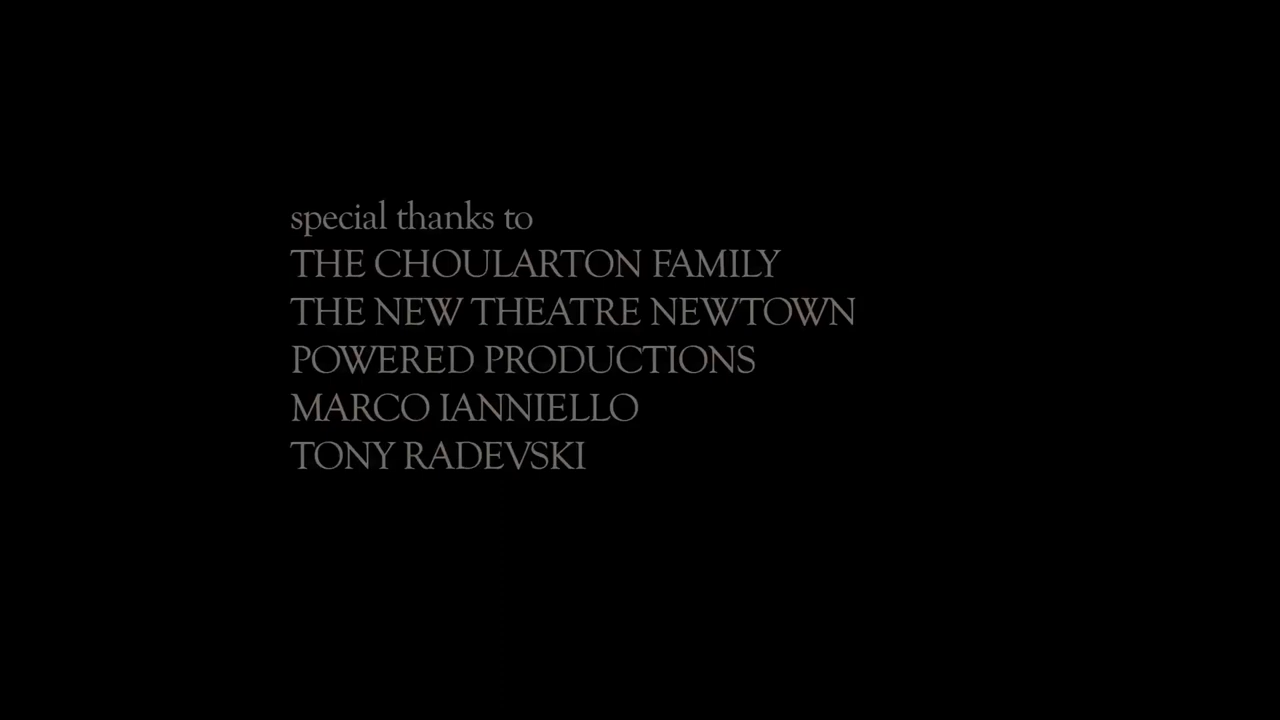 special thanks to
THE CHOULARTON FAMILY
THE NEW THEATRE NEWTOWN
POWERED PRODUCTIONS
MARCO IANNIELLO
TONY RADEVSKI